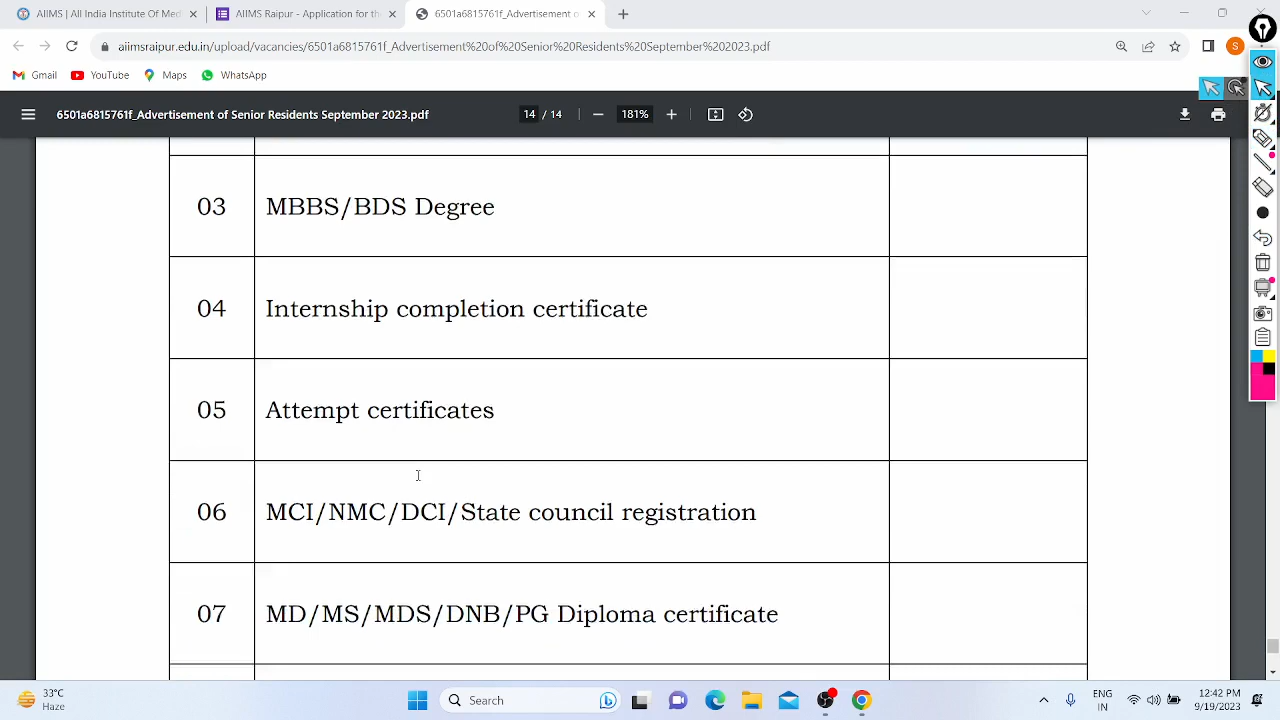 AIIMS | All India Institute Of Med
AIIMS Raipur - Application for th
6501a6815761f_Advertisement o
aiimsraipur.edu.in/upload/vacancies/6501a6815761f_Advertisement%20of%20Senior%20Residents%20September%20%202023.pdf
S
Gmail
YouTube
Maps
WhatsApp
6501a6815761f_Advertisement of Senior Residents September 2023.pdf
14 / 14
181%
03 MBBS/BDS Degree
04 Internship completion certificate
05 Attempt certificates
06 MCI/NMC/DCI/State council registration
07 MD/MS/MDS/DNB/PG Diploma certificate
33°C
Haze
Search
ENG
IN
12:42 PM
9/19/2023